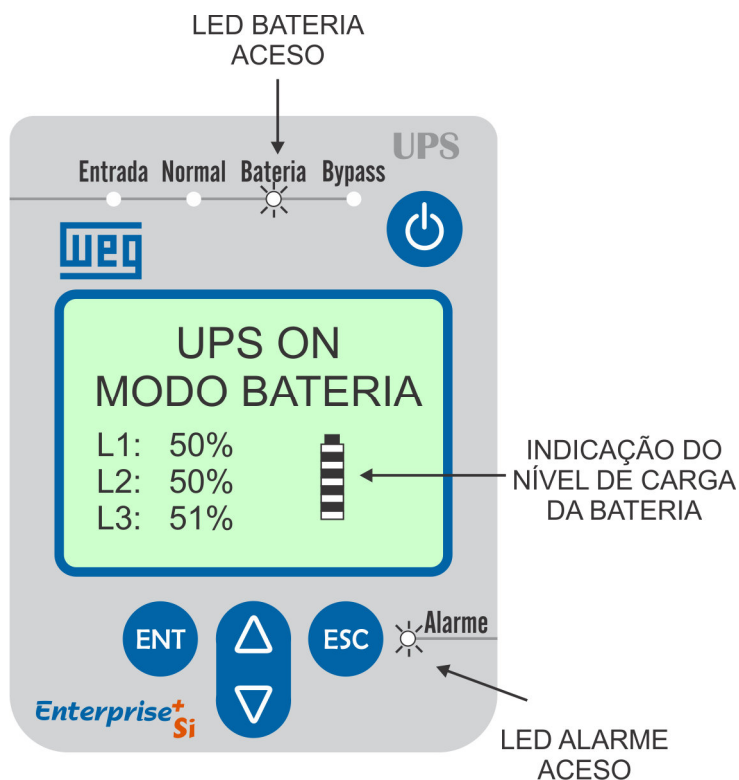 LED BATERIA
ACESO
UPS
Entrada Normal Bateria Bypass
weg
UPS ON
MODO BATERIA
L1: 50%
L2: 50%
L3: 51%
INDICAÇÃO DO
NÍVEL DE CARGA
DA BATERIA
ENT
ESC
Alarme
Enterprise+
Si
LED ALARME
ACESO